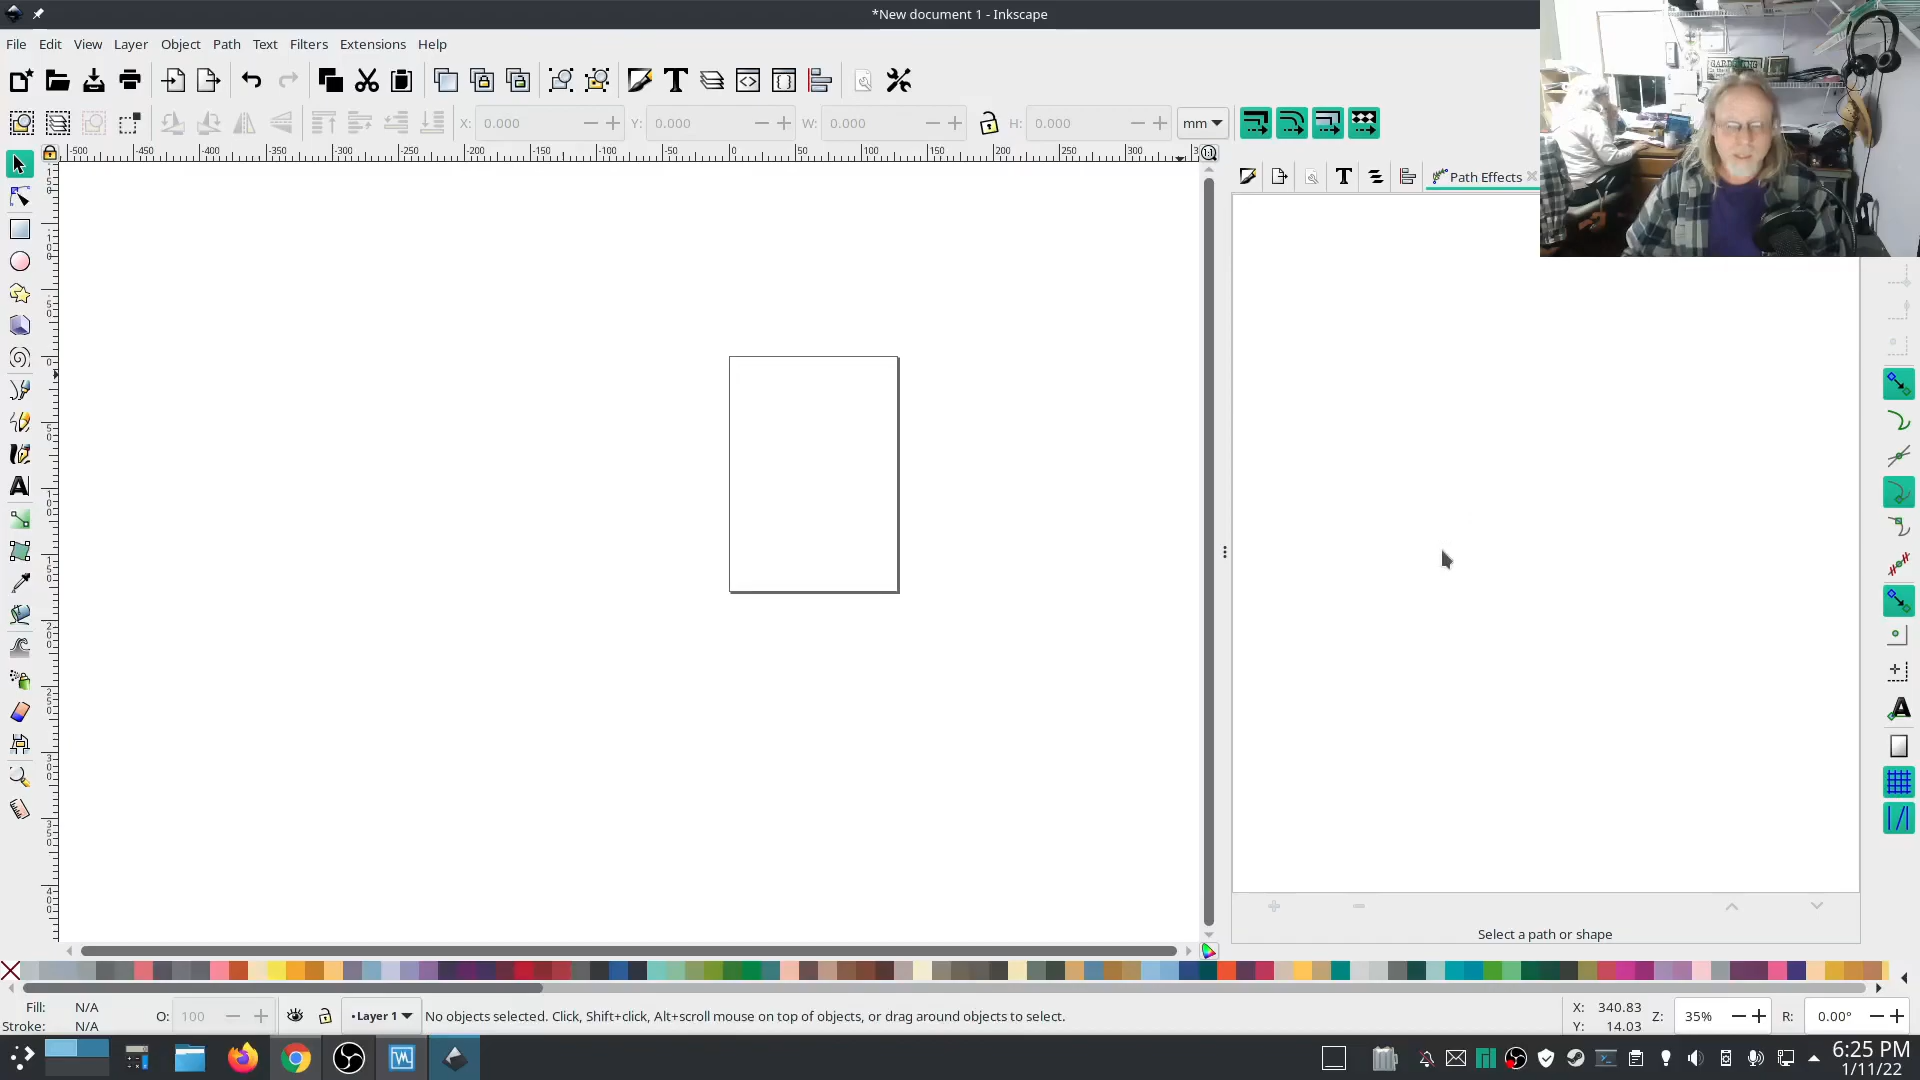 *New document 1 - Inkscape
File Edit View Layer Object Path Text Filters Extensions Help
X: 0.000 Y: 0.000 W: 0.000 H: 0.000 mm
-500 -450 -400 -350 -300 -250 -200 -150 -100 -50 0 50 100 150 200 250 300
Path Effects
Select a path or shape
Fill: N/A
Stroke: N/A
O: 100
Layer 1
No objects selected. Click, Shift+click, Alt+scroll mouse on top of objects, or drag around objects to select.
X: 340.83
Y: 14.03
Z: 35%
R: 0.00°
6:25 PM
1/11/22